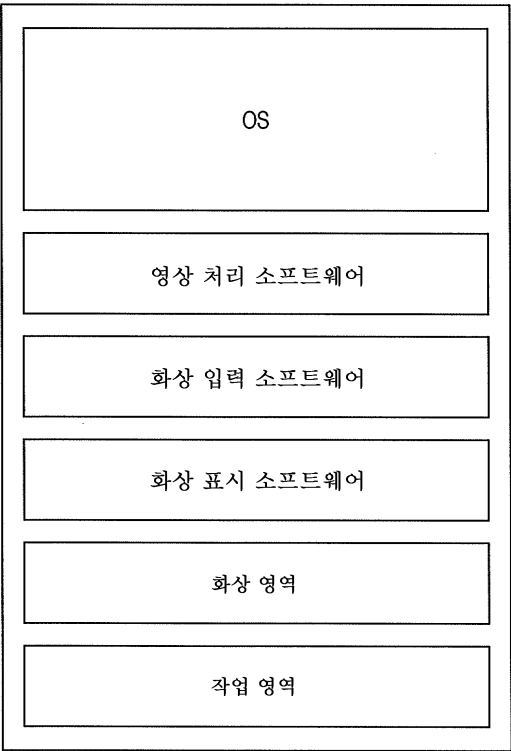 OS
영상 처리 소프트웨어
화상 입력 소프트웨어
화상 표시 소프트웨어
화상 영역
작업 영역